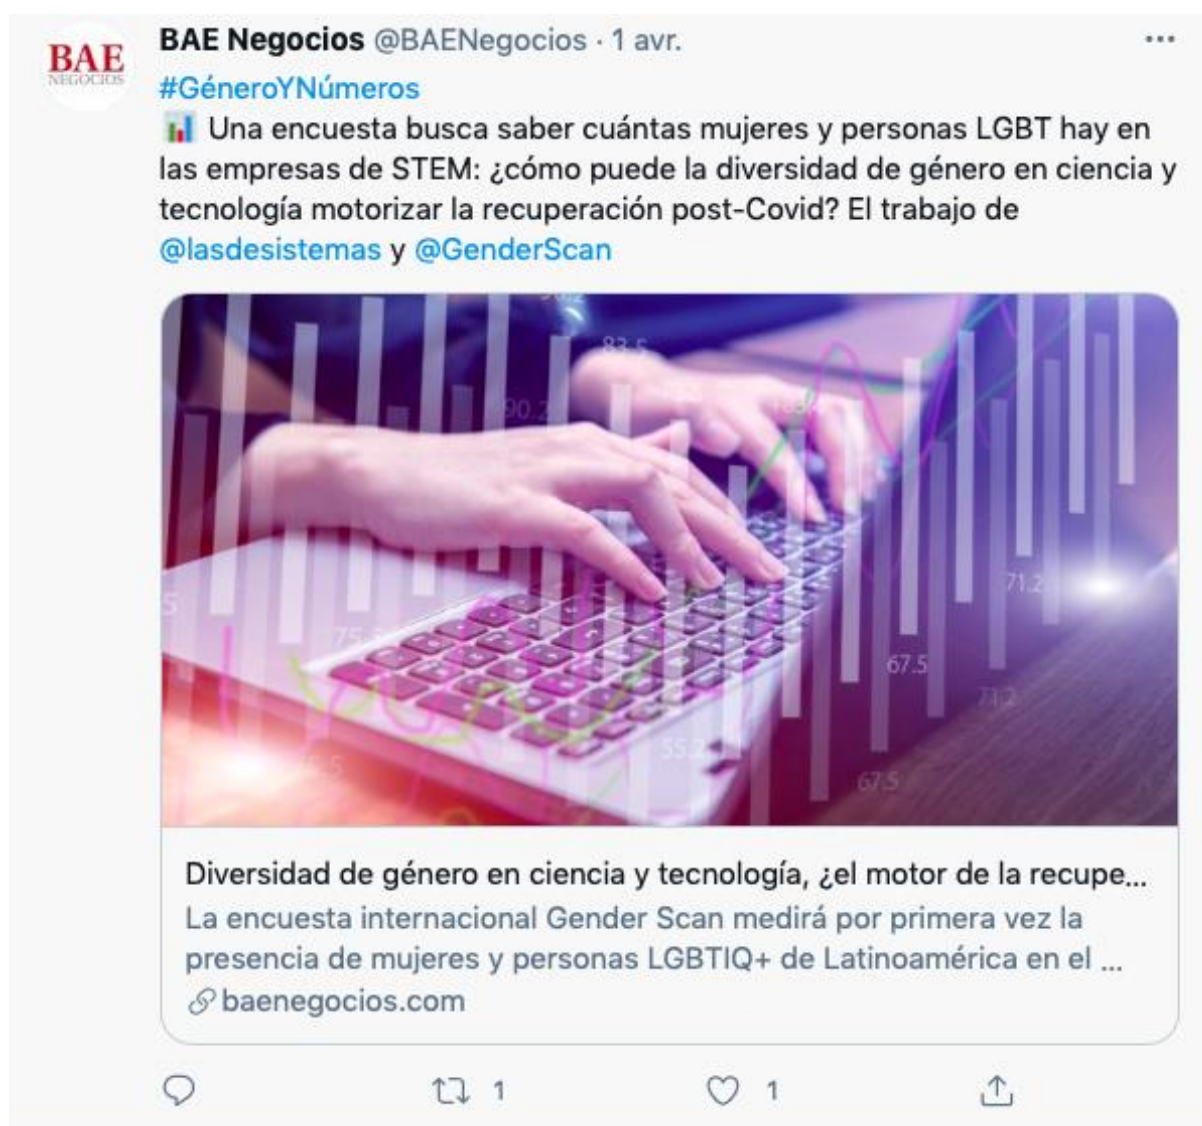 BAE
NEGOCIOS
BAE Negocios @BAENegocios · 1 avr.
#GéneroYNúmeros
Una encuesta busca saber cuántas mujeres y personas LGBT hay en
las empresas de STEM: ¿cómo puede la diversidad de género en ciencia y
tecnología motorizar la recuperación post-Covid? El trabajo de
@lasdesistemas y @GenderScan
83.5
90.2
71.2
67.5
71.2
55.2
67.5
Diversidad de género en ciencia y tecnología, ¿el motor de la recupe...
La encuesta internacional Gender Scan medirá por primera vez la
presencia de mujeres y personas LGBTIQ+ de Latinoamérica en el ...
baenegocios.com
1
1